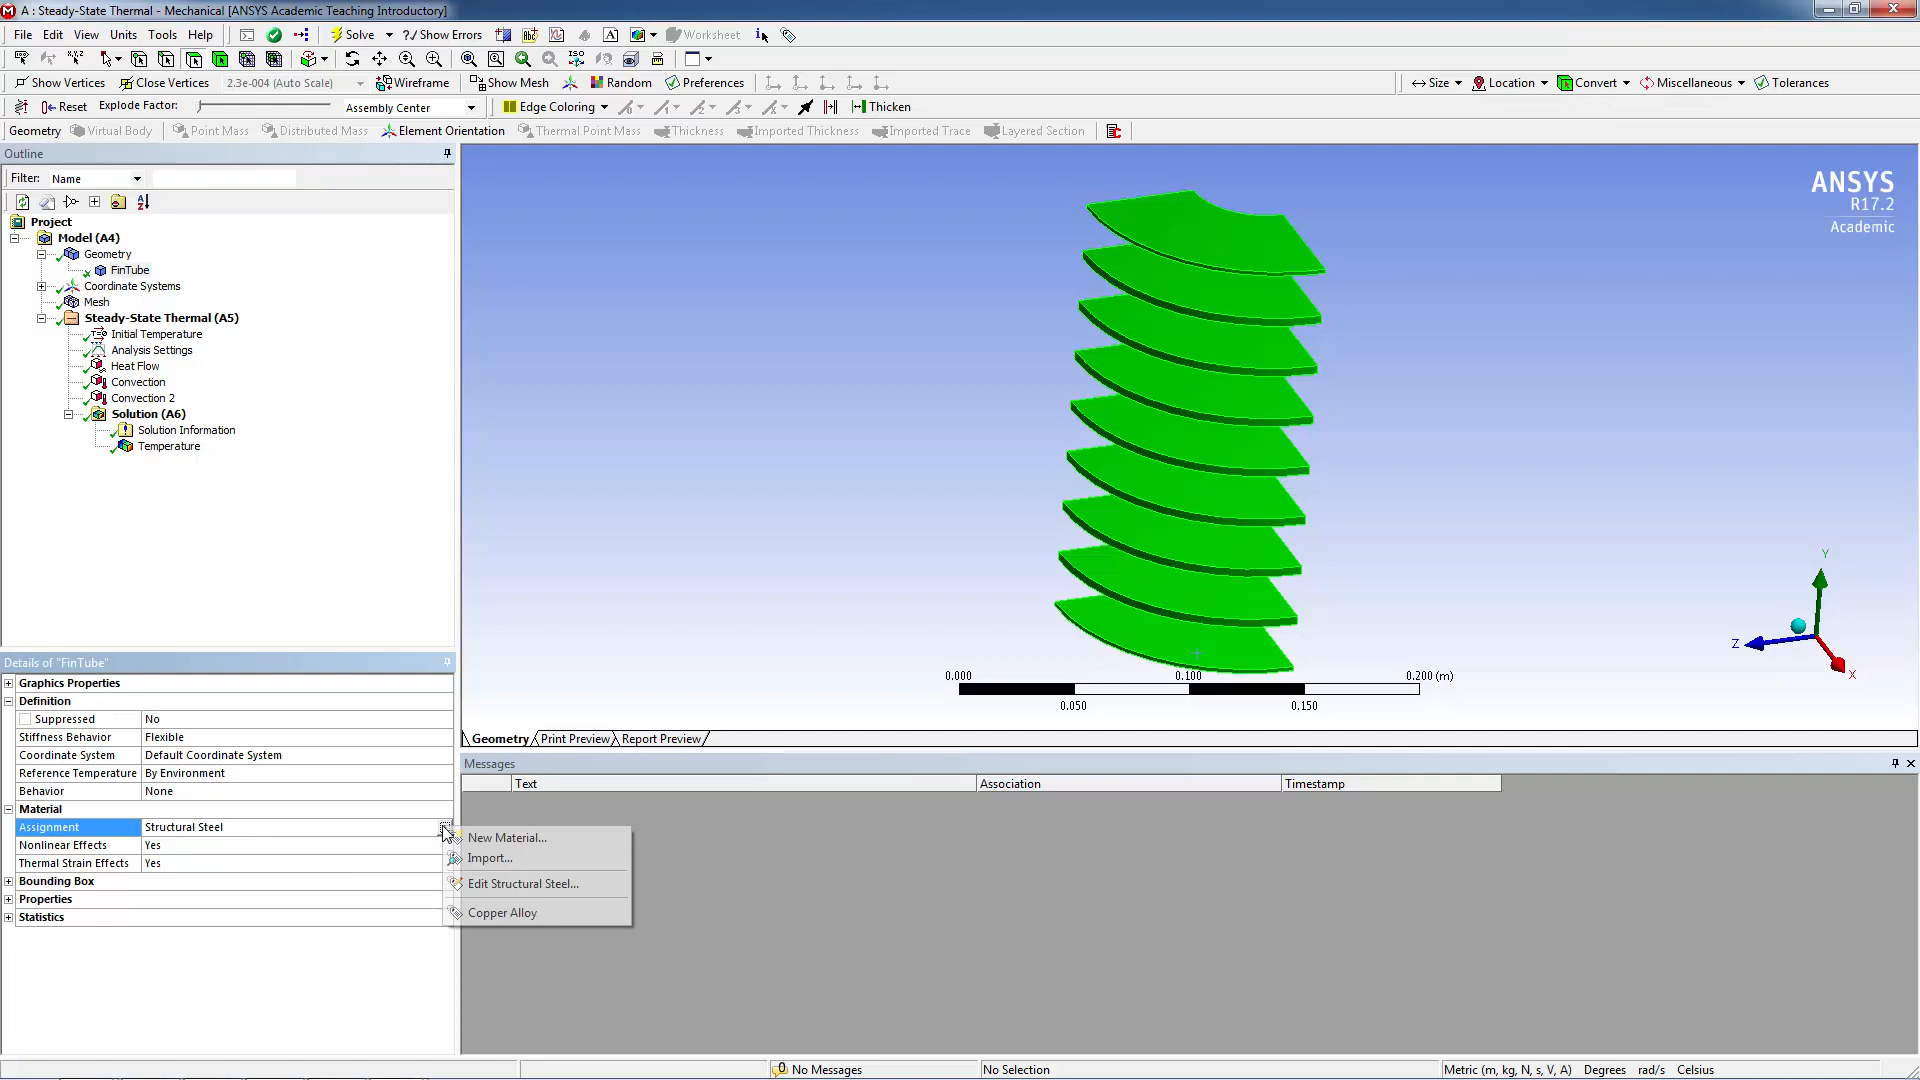 A : Steady-State Thermal - Mechanical [ANSYS Academic Teaching Introductory]
File Edit View Units Tools Help Solve ?/ Show Errors Worksheet
Show Vertices Close Vertices 2.3e-004 (Auto Scale) Wireframe Show Mesh Random Preferences Size Location Convert Miscellaneous Tolerances
Reset Explode Factor: Assembly Center Edge Coloring Thicken
Geometry Virtual Body Point Mass Distributed Mass Element Orientation Thermal Point Mass Thickness Imported Thickness Imported Trace Layered Section
Outline
Filter: Name
Project
Model (A4)
Geometry
FinTube
Coordinate Systems
Mesh
Steady-State Thermal (A5)
Initial Temperature
Analysis Settings
Heat Flow
Convection
Convection 2
Solution (A6)
Solution Information
Temperature
ANSYS
R17.2
Academic
Y
Z
X
0.000 0.100 0.200 (m)
0.050 0.150
Geometry Print Preview Report Preview
Details of "FinTube"
Graphics Properties
Definition
Suppressed No
Stiffness Behavior Flexible
Coordinate System Default Coordinate System
Reference Temperature By Environment
Behavior None
Material
Assignment Structural Steel
Nonlinear Effects Yes
Thermal Strain Effects Yes
Bounding Box
Properties
Statistics
New Material...
Import...
Edit Structural Steel...
Copper Alloy
Messages
Text Association Timestamp
No Messages No Selection Metric (m, kg, N, s, V, A) Degrees rad/s Celsius